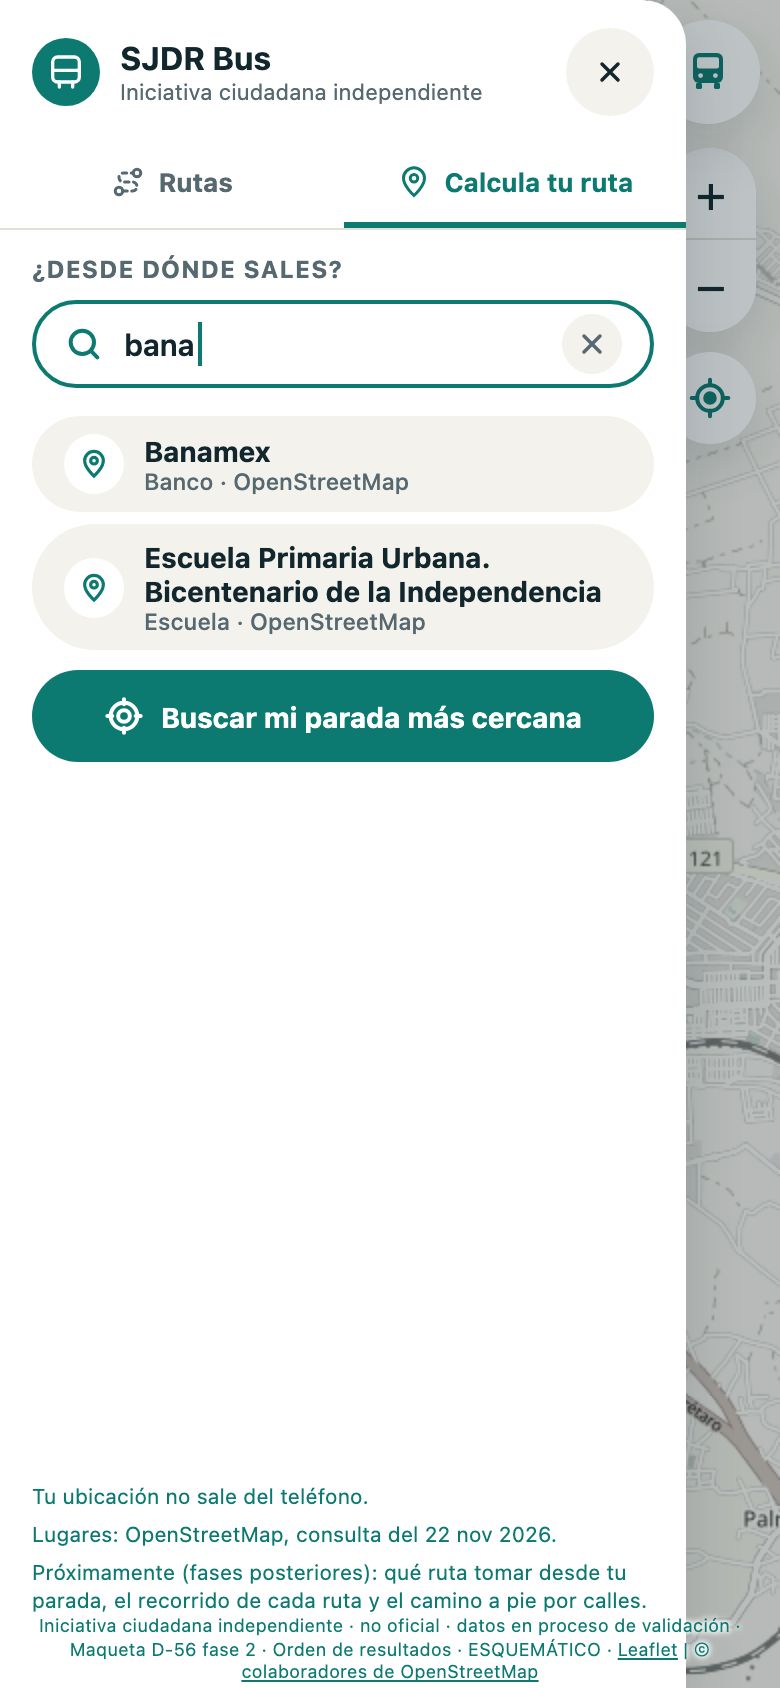 SJDR Bus
Iniciativa ciudadana independiente
Rutas
Calcula tu ruta
¿DESDE DÓNDE SALES?
bana
Banamex
Banco · OpenStreetMap
Escuela Primaria Urbana.
Bicentenario de la Independencia
Escuela · OpenStreetMap
Buscar mi parada más cercana
121
Tu ubicación no sale del teléfono.
Lugares: OpenStreetMap, consulta del 22 nov 2026.
Próximamente (fases posteriores): qué ruta tomar desde tu
parada, el recorrido de cada ruta y el camino a pie por calles.
Iniciativa ciudadana independiente · no oficial · datos en proceso de validación ·
Maqueta D-56 fase 2 · Orden de resultados · ESQUEMÁTICO · Leaflet | ©
colaboradores de OpenStreetMap